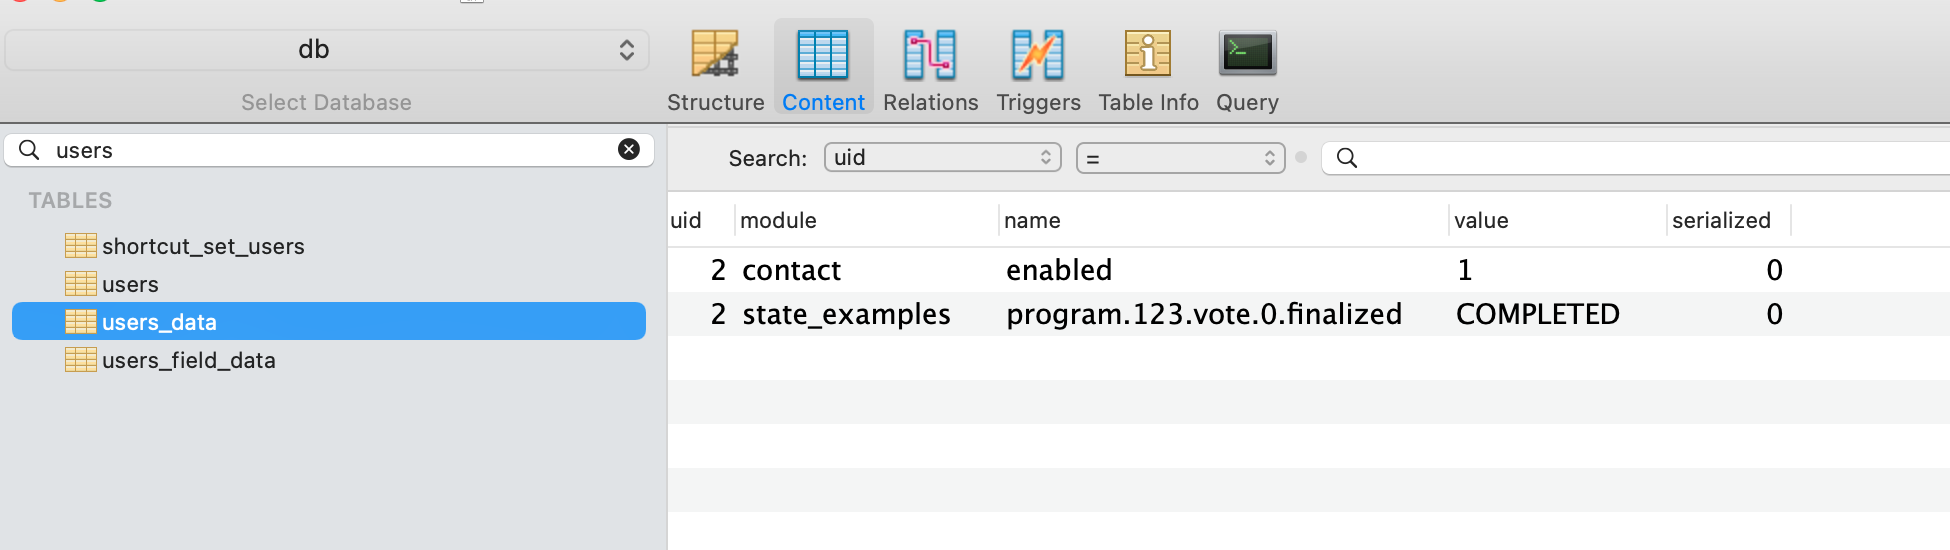 db
Select Database
Structure Content Relations Triggers Table Info Query
users
TABLES
shortcut_set_users
users
users_data
users_field_data
Search: uid =
uid module name value serialized
2 contact enabled 1 0
2 state_examples program.123.vote.0.finalized COMPLETED 0